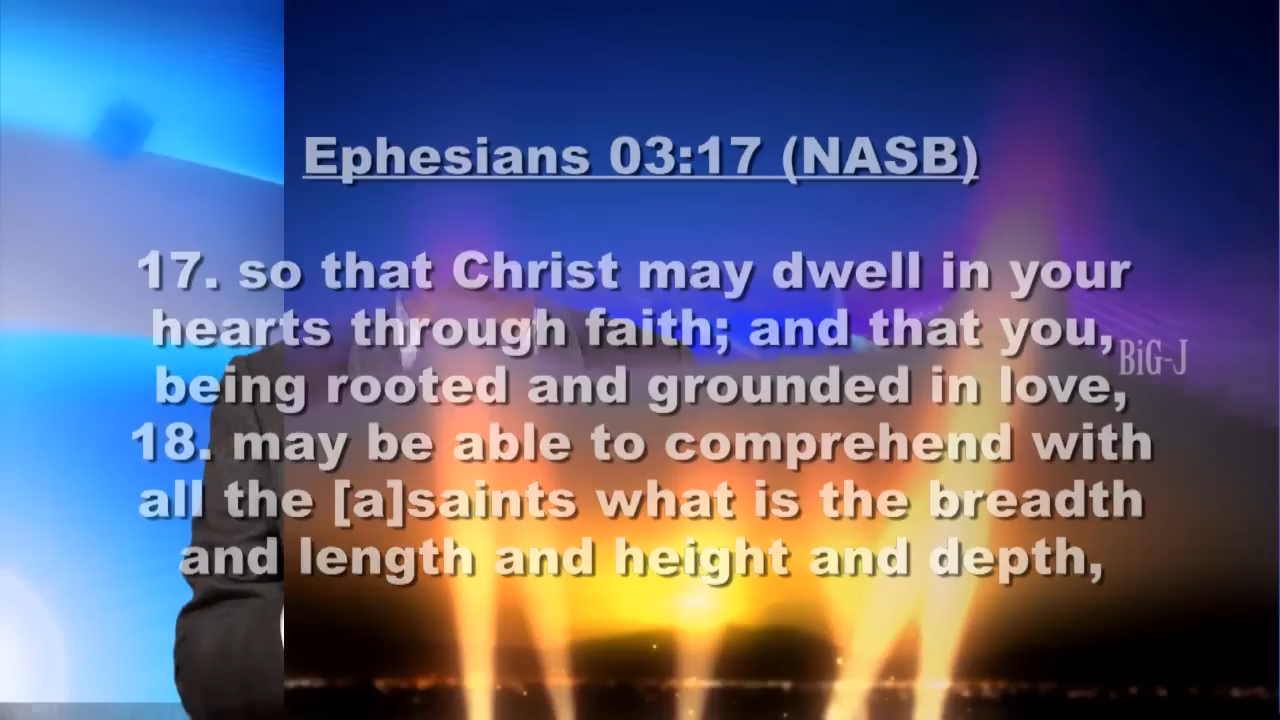 Ephesians 03:17 (NASB)
17. so that Christ may dwell in your
hearts through faith; and that you,
being rooted and grounded in love,
18. may be able to comprehend with
all the [a]saints what is the breadth
and length and height and depth,
BiG-J